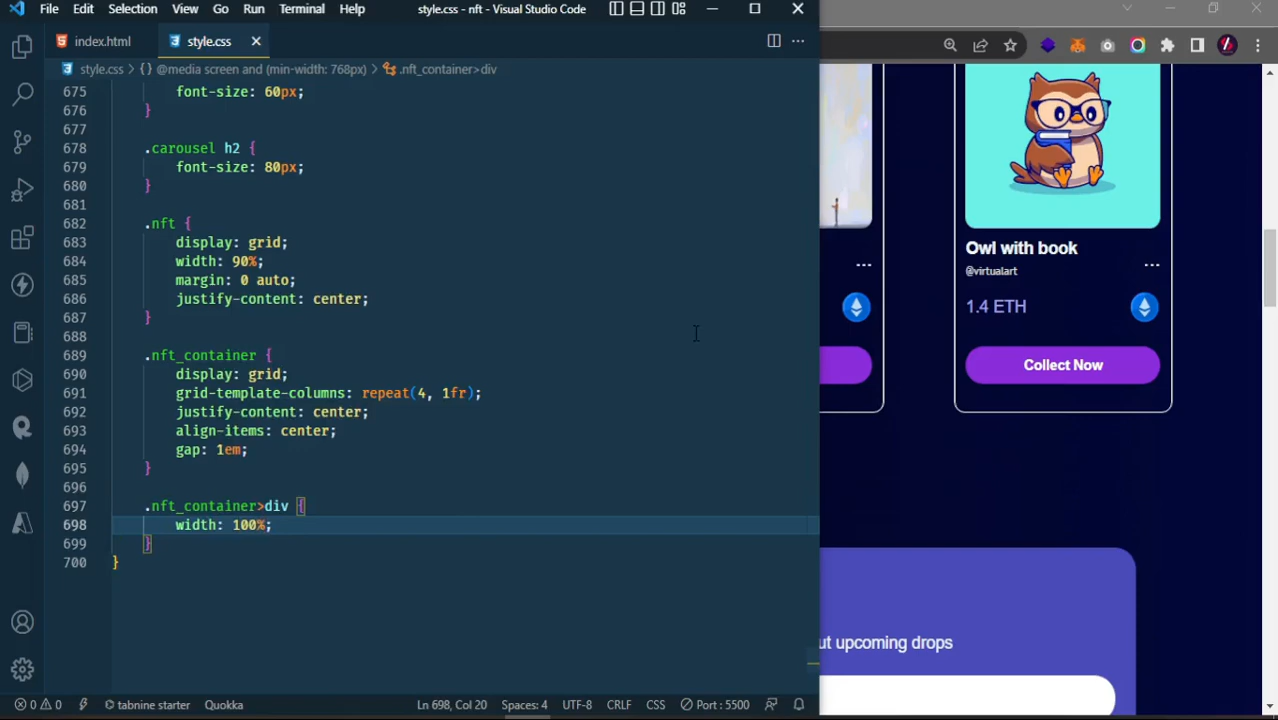 File Edit Selection View Go Run Terminal Help style.css - nft - Visual Studio Code
index.html style.css
style.css > {} @media screen and (min-width: 768px) > .nft_container>div
675 font-size: 60px;
676 }
677
678 .carousel h2 {
679 font-size: 80px;
680 }
681
682 .nft {
683 display: grid;
684 width: 90%;
685 margin: 0 auto;
686 justify-content: center;
687 }
688
689 .nft_container {
690 display: grid;
691 grid-template-columns: repeat(4, 1fr);
692 justify-content: center;
693 align-items: center;
694 gap: 1em;
695 }
696
697 .nft_container>div {
698 width: 100%;
699 }
700 }
0 0 tabnine starter Quokka Ln 698, Col 20 Spaces: 4 UTF-8 CRLF CSS Port : 5500
Owl with book
@virtualart
...
...
1.4 ETH
Collect Now
ut upcoming drops